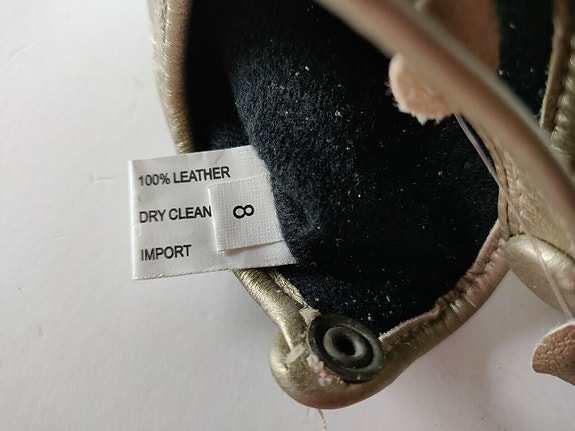 100% LEATHER
DRY CLEAN
8
IMPORT